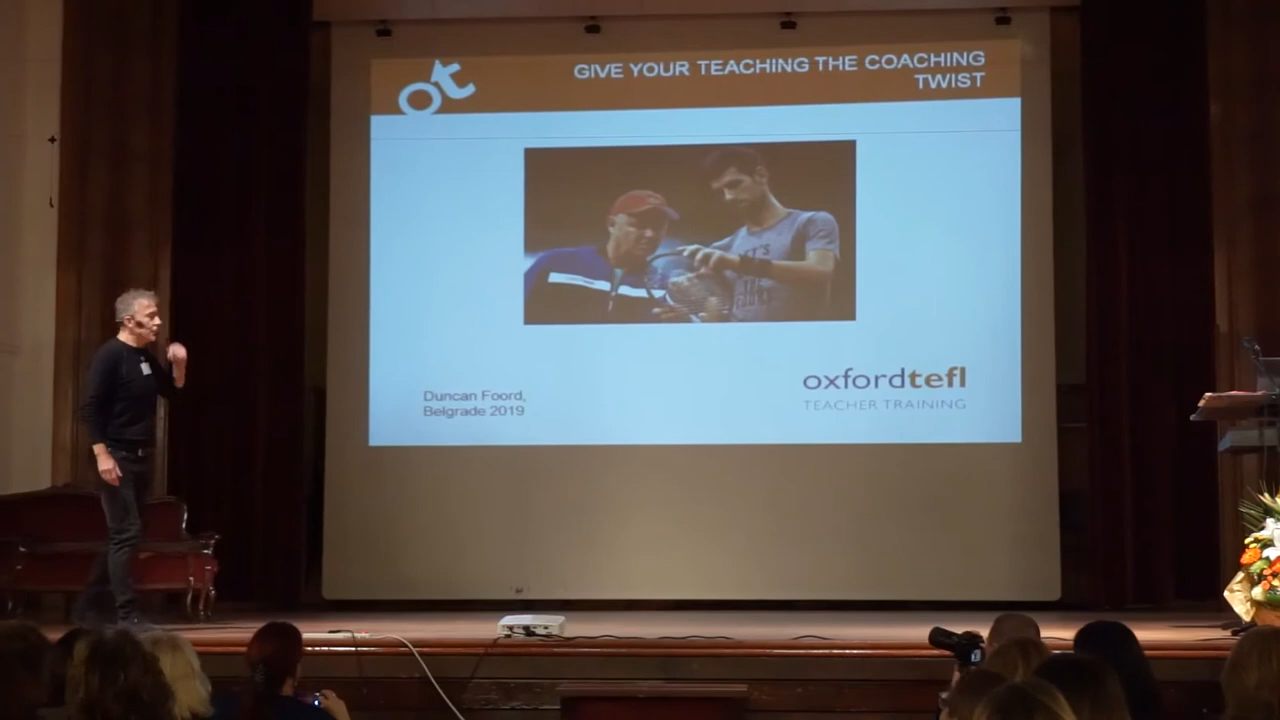 ot
GIVE YOUR TEACHING THE COACHING
TWIST
Duncan Foord,
Belgrade 2019
oxfordtefl
TEACHER TRAINING